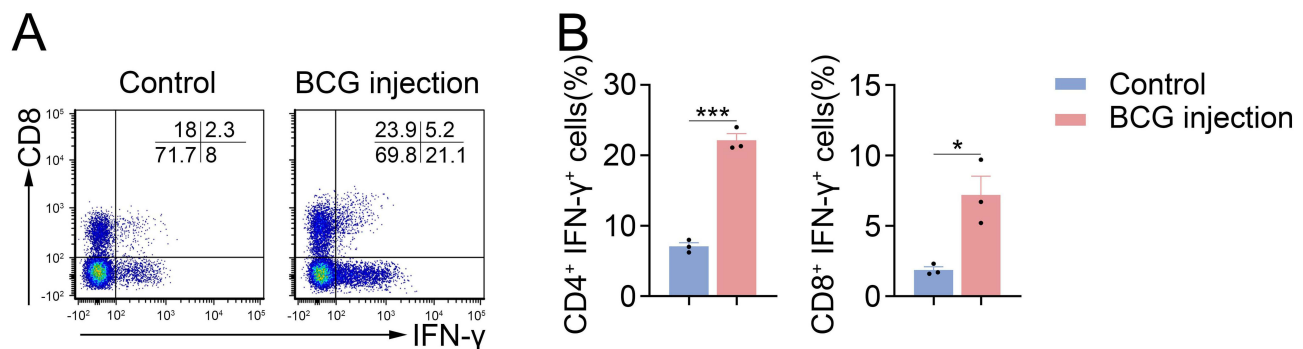 A
Control
BCG injection
CD8
10⁵
10⁴
10³
10²
-10²
18 2.3
71.7 8
23.9 5.2
69.8 21.1
-10² 10² 10³ 10⁴ 10⁵
-10² 10² 10³ 10⁴ 10⁵
IFN-γ
B
CD4⁺ IFN-γ⁺ cells(%)
30
20
10
0
***
CD8⁺ IFN-γ⁺ cells(%)
15
10
5
0
*
Control
BCG injection